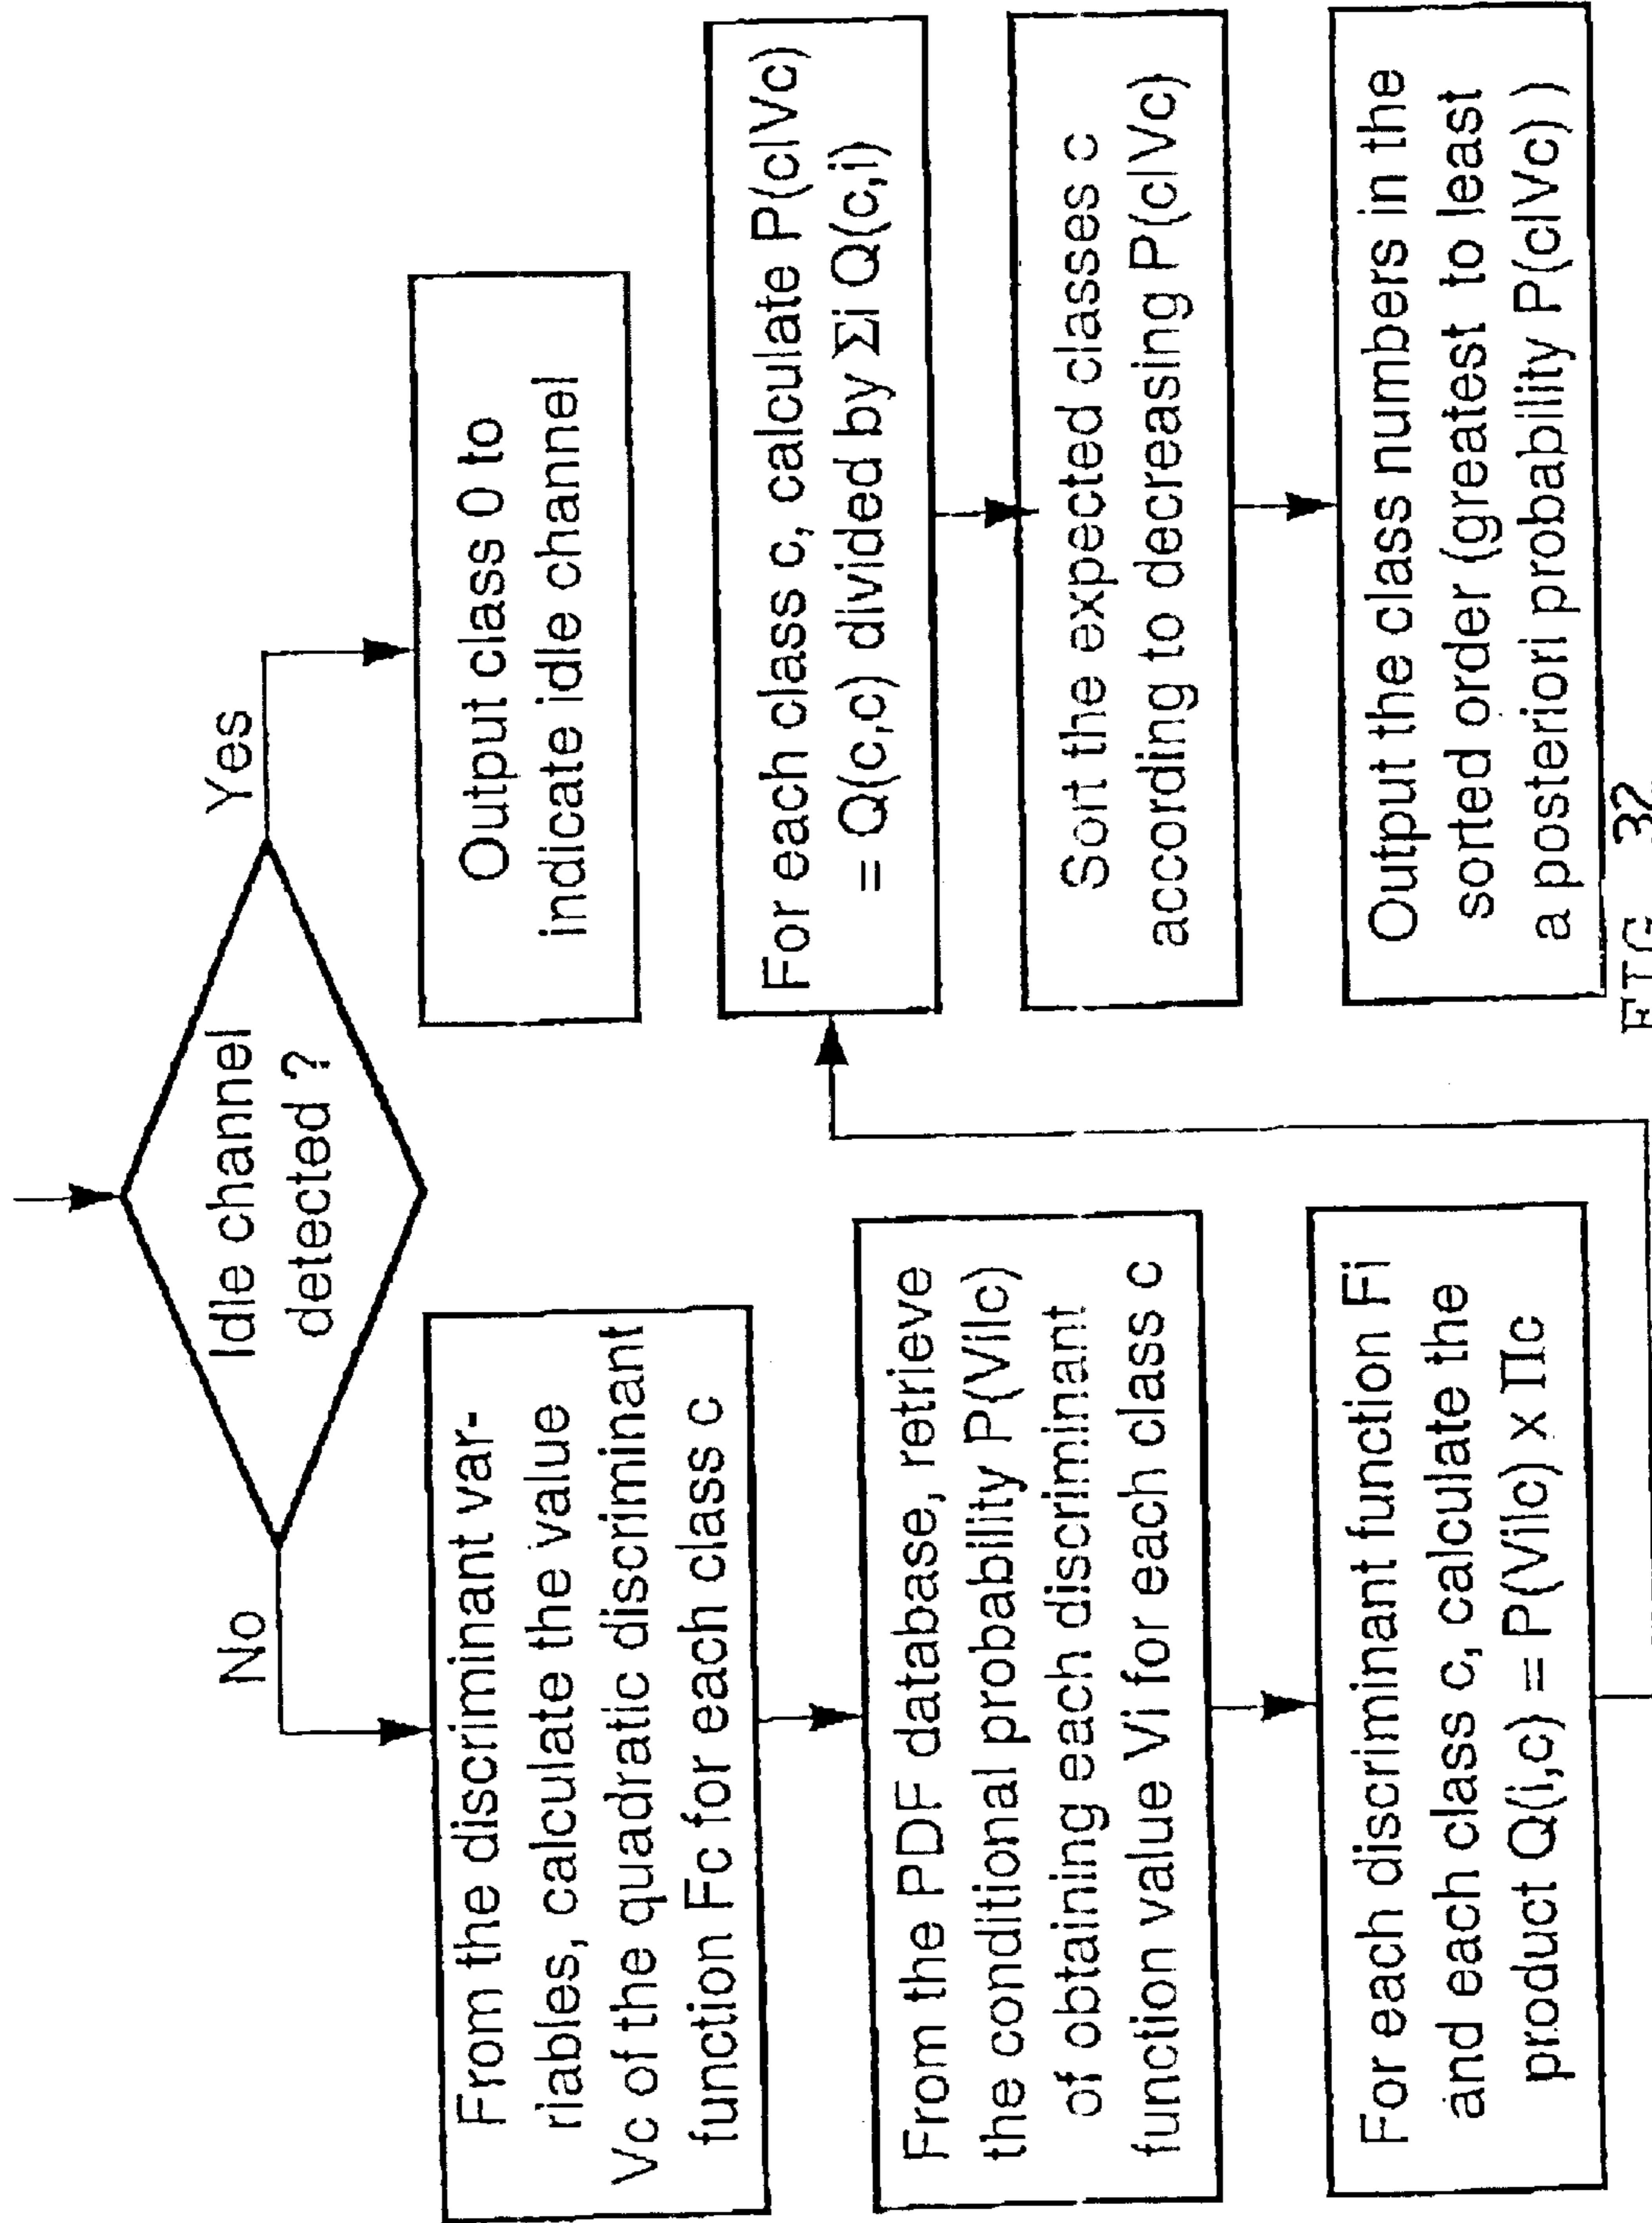 Idle channel
detected ?
No
Yes
From the discriminant var-
riables, calculate the value
Vc of the quadratic discriminant
function Fc for each class c
From the PDF database, retrieve
the conditional probability P(Vi|c)
of obtaining each discriminant
function value Vi for each class c
For each discriminant function Fi
and each class c, calculate the
product Q(i,c) = P(Vi|c) x Πc
Output class 0 to
indicate idle channel
For each class c, calculate P(c|Vc)
= Q(c,c) divided by Σi Q(c,i)
Sort the expected classes c
according to decreasing P(c|Vc)
Output the class numbers in the
sorted order (greatest to least
a posteriori probability P(c|Vc) )
FIG 32